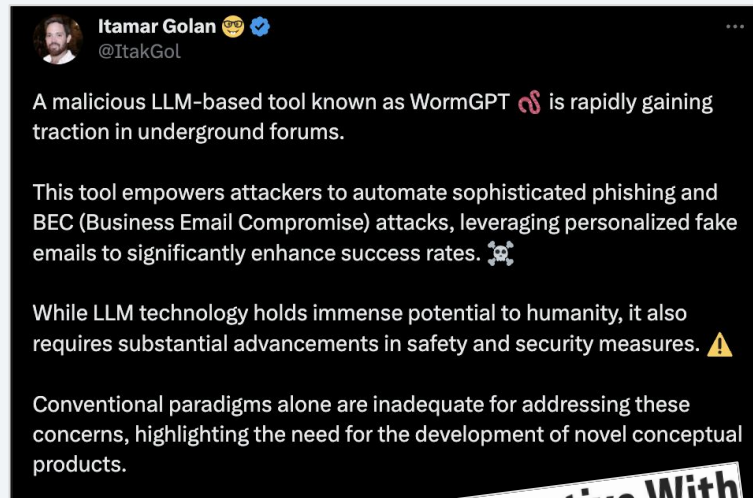 Itamar Golan 🤓
@ItakGol
A malicious LLM-based tool known as WormGPT 🪱 is rapidly gaining
traction in underground forums.
This tool empowers attackers to automate sophisticated phishing and
BEC (Business Email Compromise) attacks, leveraging personalized fake
emails to significantly enhance success rates. ☠️
While LLM technology holds immense potential to humanity, it also
requires substantial advancements in safety and security measures. ⚠️
Conventional paradigms alone are inadequate for addressing these
concerns, highlighting the need for the development of novel conceptual
products.
With